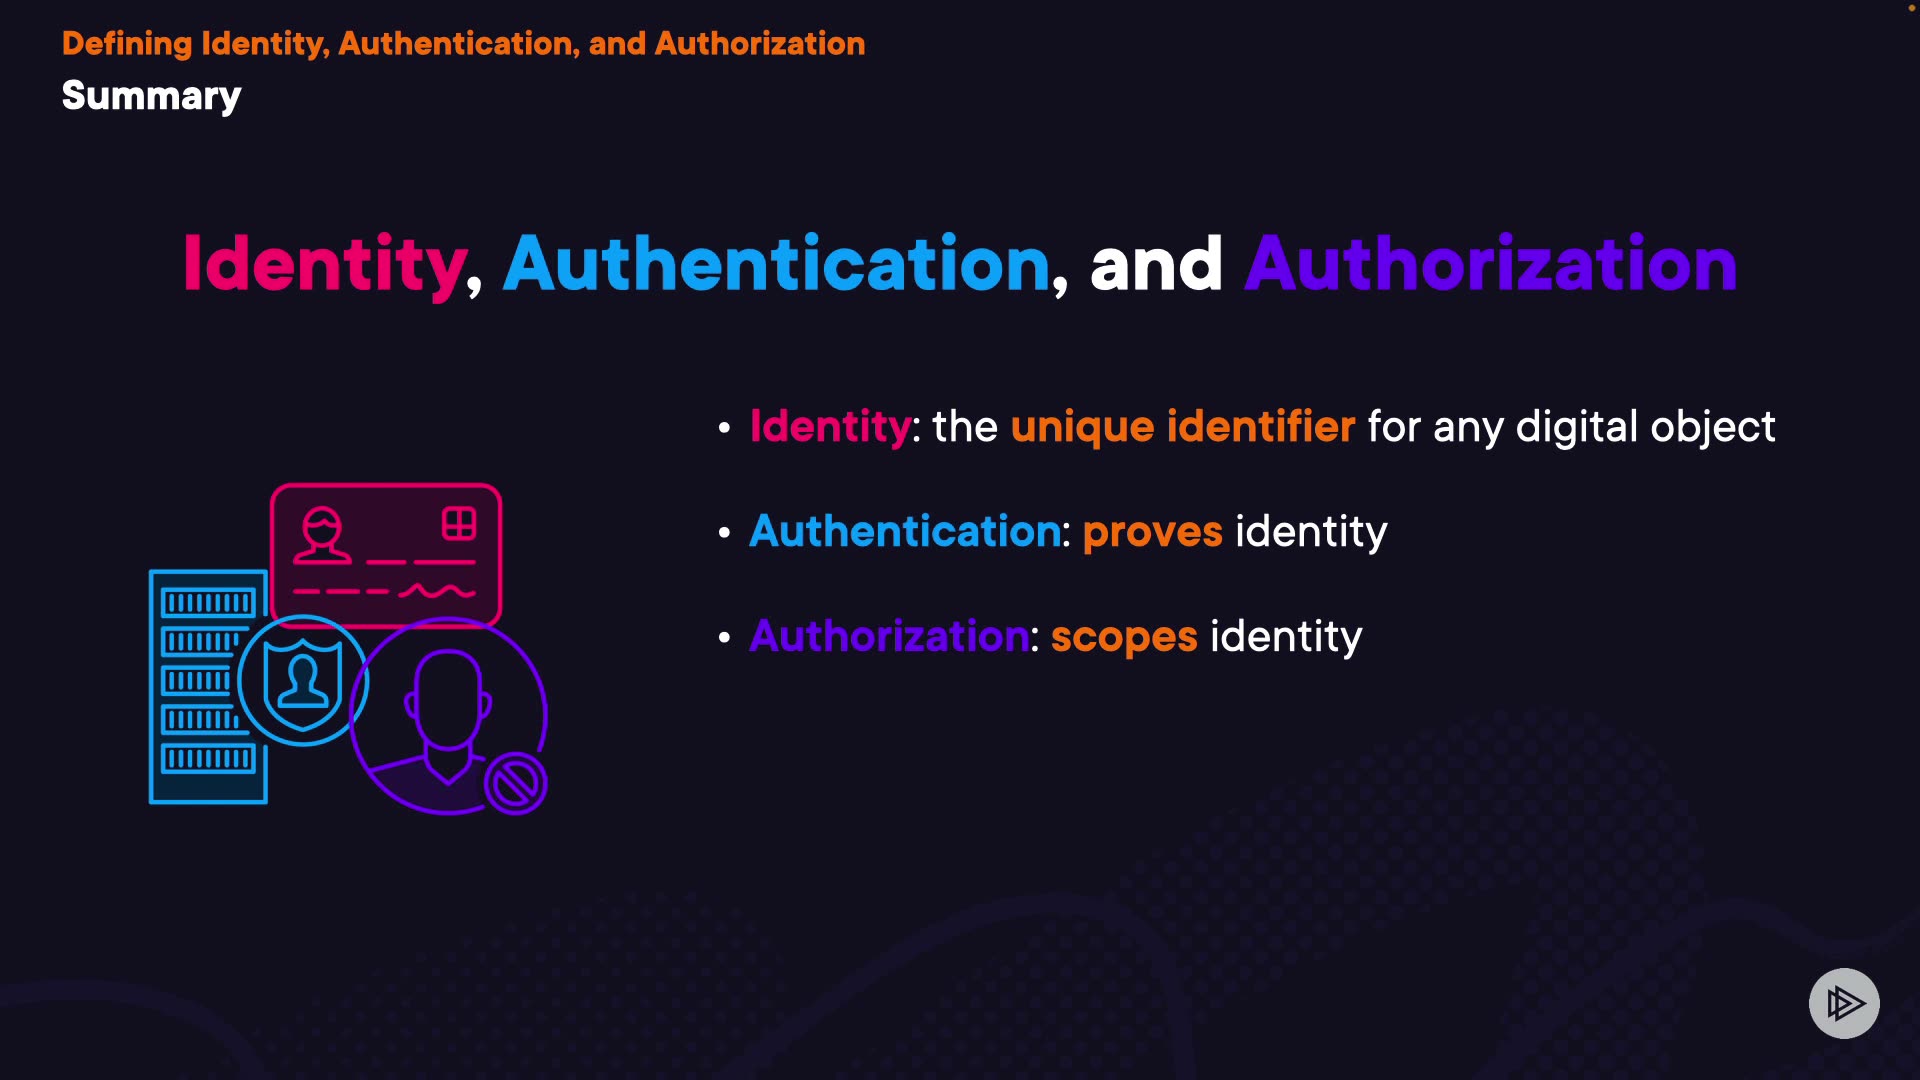 Defining Identity, Authentication, and Authorization
Summary
Identity, Authentication, and Authorization
• Identity: the unique identifier for any digital object
• Authentication: proves identity
• Authorization: scopes identity